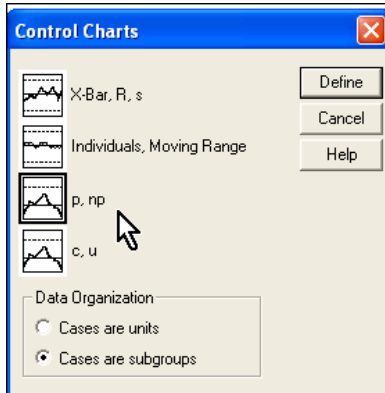 Control Charts
X-Bar, R, s
Define
Cancel
Individuals, Moving Range
Help
p, np
c, u
Data Organization
Cases are units
Cases are subgroups